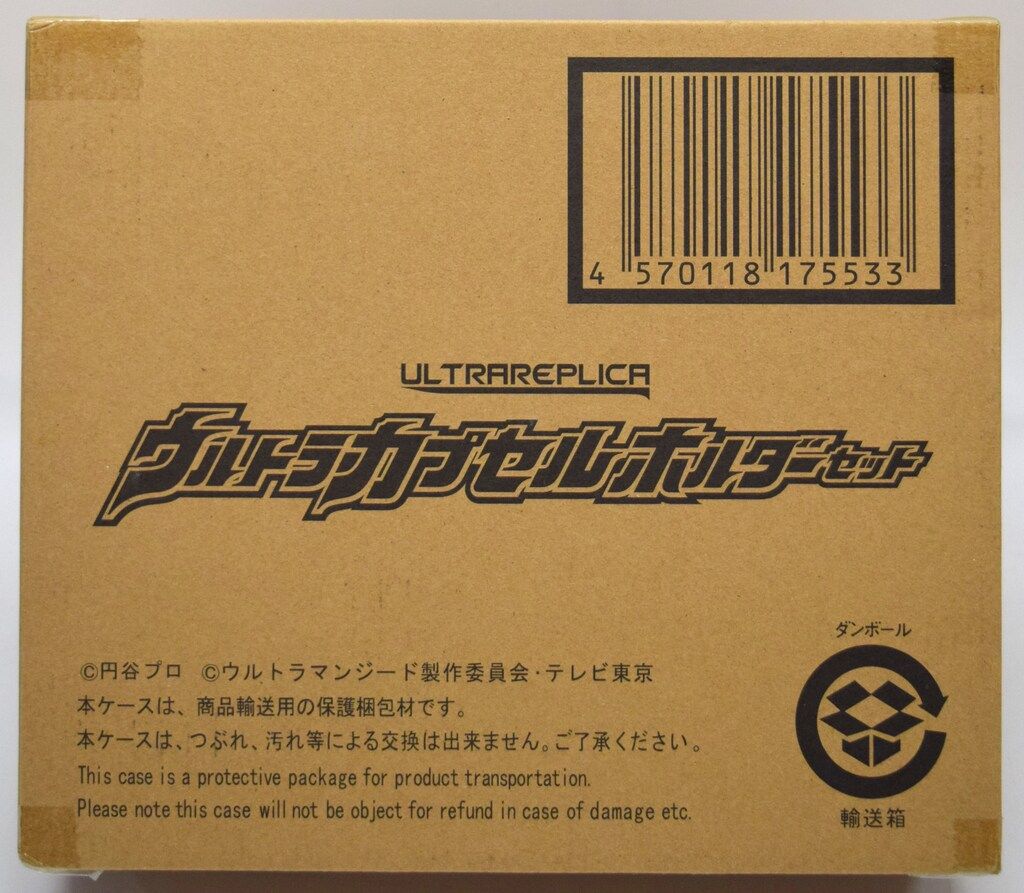 4 570118 175533
ULTRAREPLICA
ウルトラカプセルホルダーセット
ダンボール
©円谷プロ ©ウルトラマンジード製作委員会・テレビ東京
本ケースは、商品輸送用の保護梱包材です。
本ケースは、つぶれ、汚れ等による交換は出来ません。ご了承ください。
This case is a protective package for product transportation.
Please note this case will not be object for refund in case of damage etc.
輸送箱